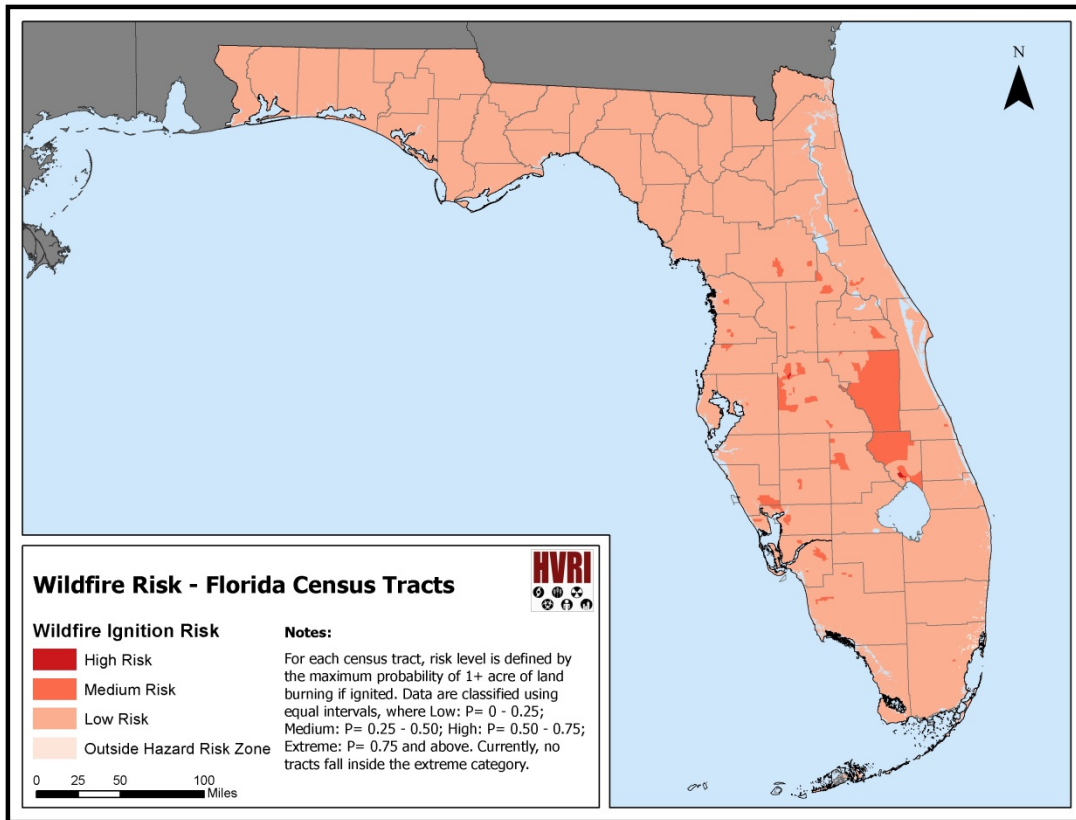 N
Wildfire Risk - Florida Census Tracts
HVRI
Wildfire Ignition Risk
High Risk
Medium Risk
Low Risk
Outside Hazard Risk Zone
0 25 50 100
Miles
Notes:
For each census tract, risk level is defined by
the maximum probability of 1+ acre of land
burning if ignited. Data are classified using
equal intervals, where Low: P= 0 - 0.25;
Medium: P= 0.25 - 0.50; High: P= 0.50 - 0.75;
Extreme: P= 0.75 and above. Currently, no
tracts fall inside the extreme category.